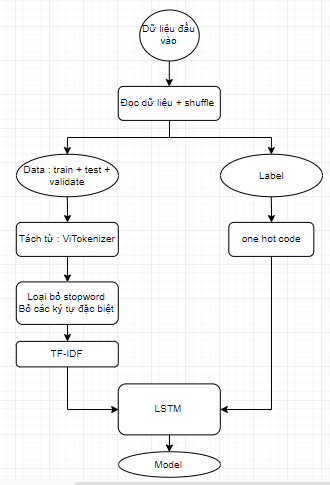 Dữ liệu đầu
vào
Đọc dữ liệu + shuffle
Data : train + test +
validate
Label
Tách từ : ViTokenizer
one hot code
Loại bỏ stopword
Bỏ các ký tự đặc biệt
TF-IDF
LSTM
Model